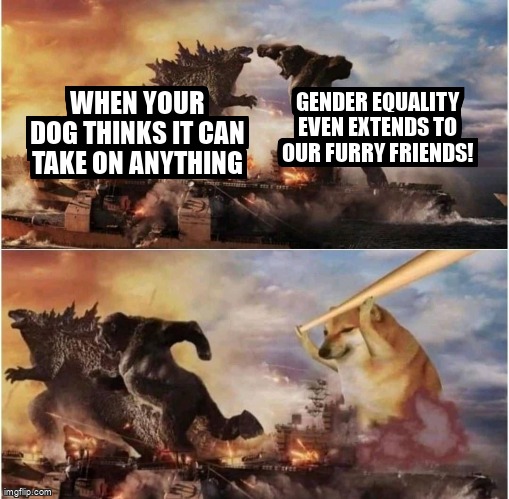 WHEN YOUR
DOG THINKS IT CAN
TAKE ON ANYTHING
GENDER EQUALITY
EVEN EXTENDS TO
OUR FURRY FRIENDS!
imgflip.com